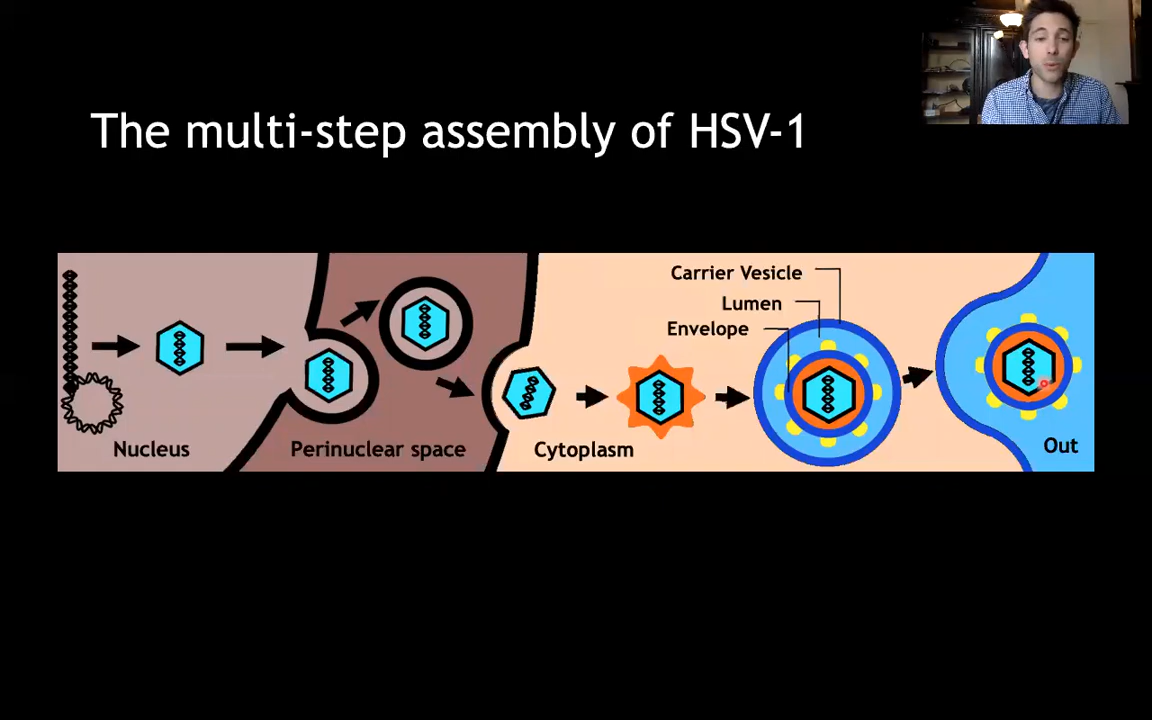 The multi-step assembly of HSV-1
Carrier Vesicle
Lumen
Envelope
Nucleus
Perinuclear space
Cytoplasm
Out